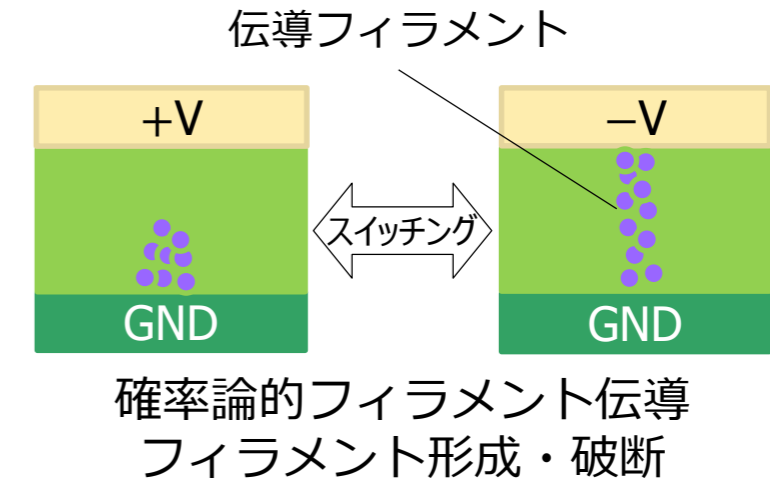 伝導フィラメント
+V
−V
スイッチング
GND
GND
確率論的フィラメント伝導
フィラメント形成・破断